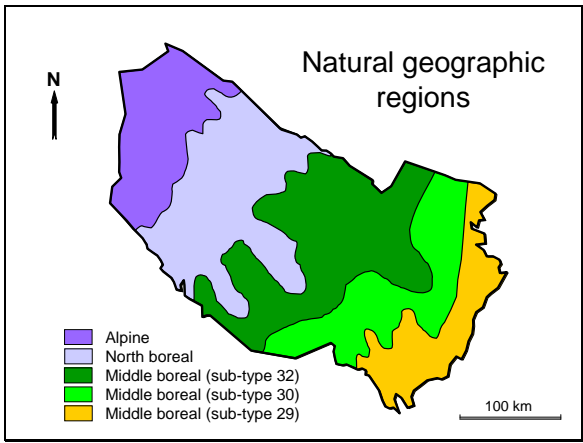 Natural geographic
regions
N
Alpine
North boreal
Middle boreal (sub-type 32)
Middle boreal (sub-type 30)
Middle boreal (sub-type 29)
100 km